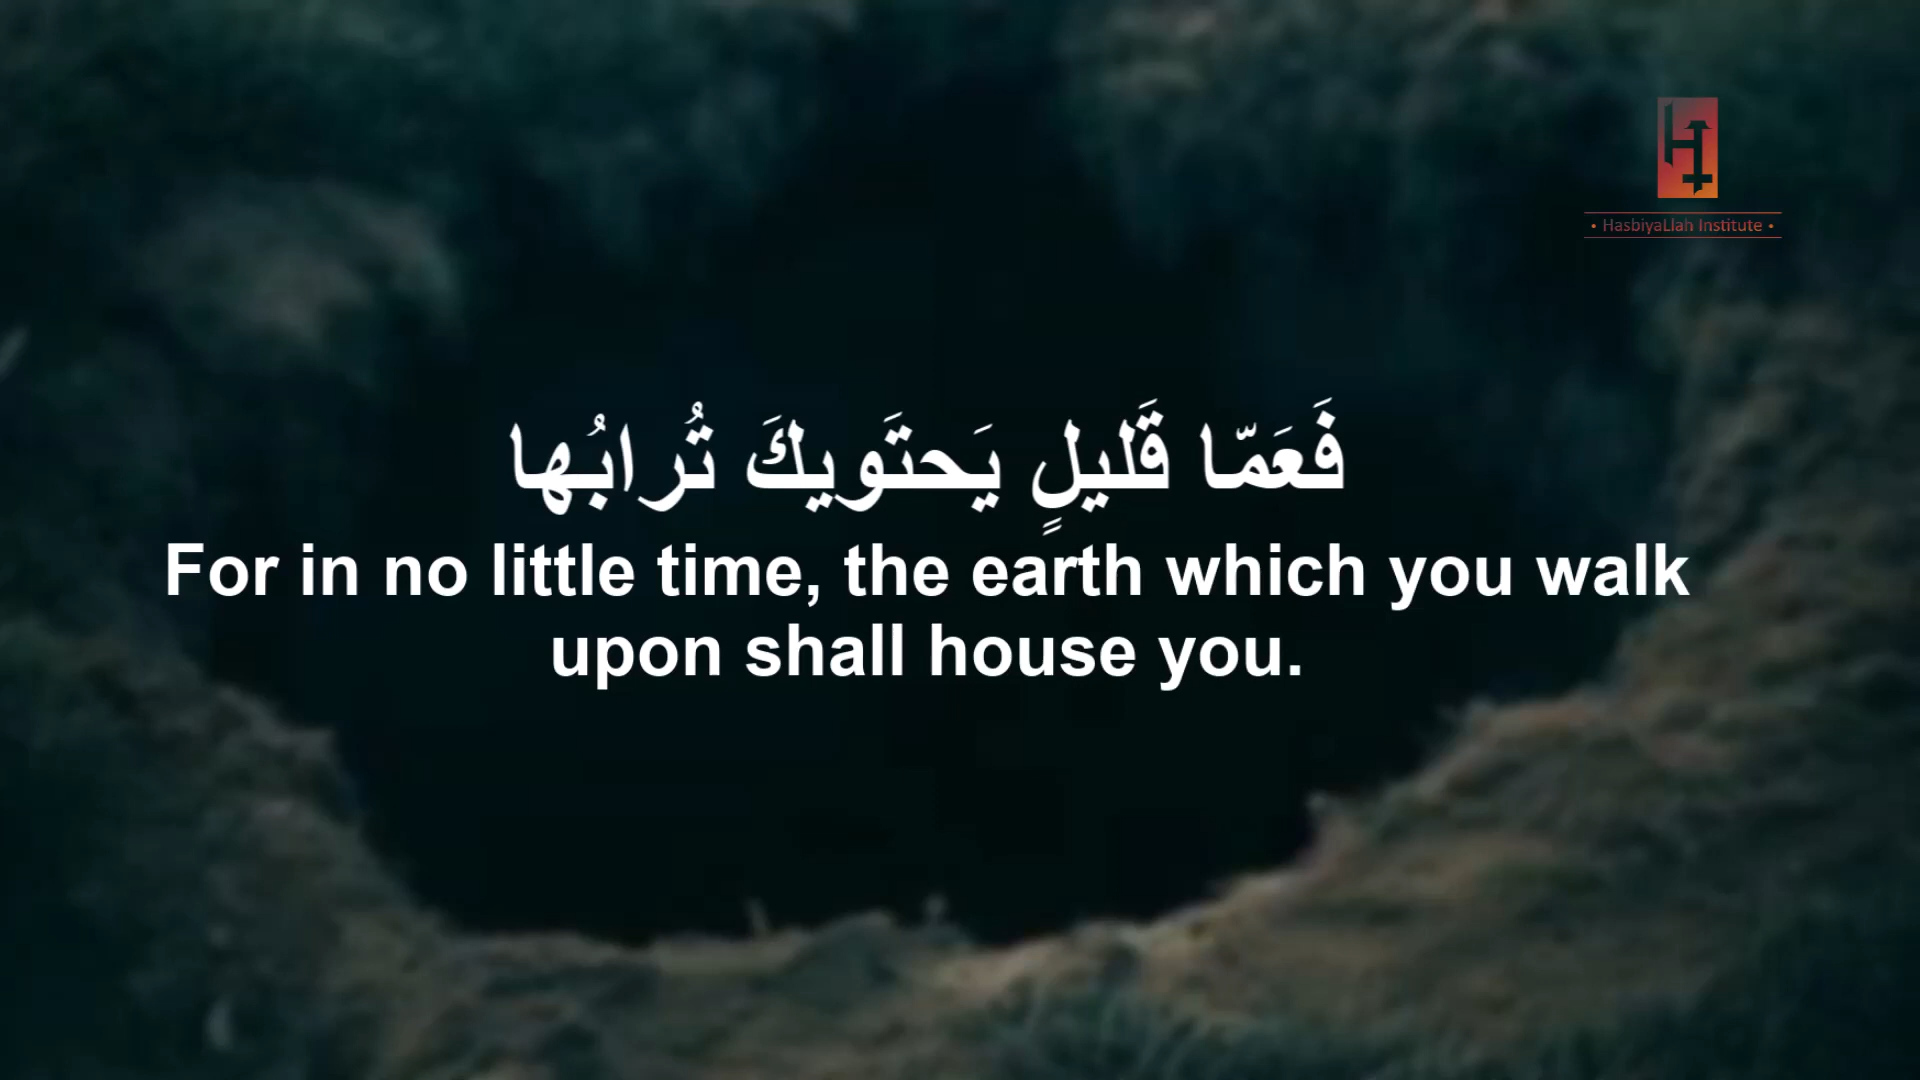 • HasbiyaLlah Institute •
فَعَمّا قَليلٍ يَحتَويكَ تُرابُها
For in no little time, the earth which you walk
upon shall house you.